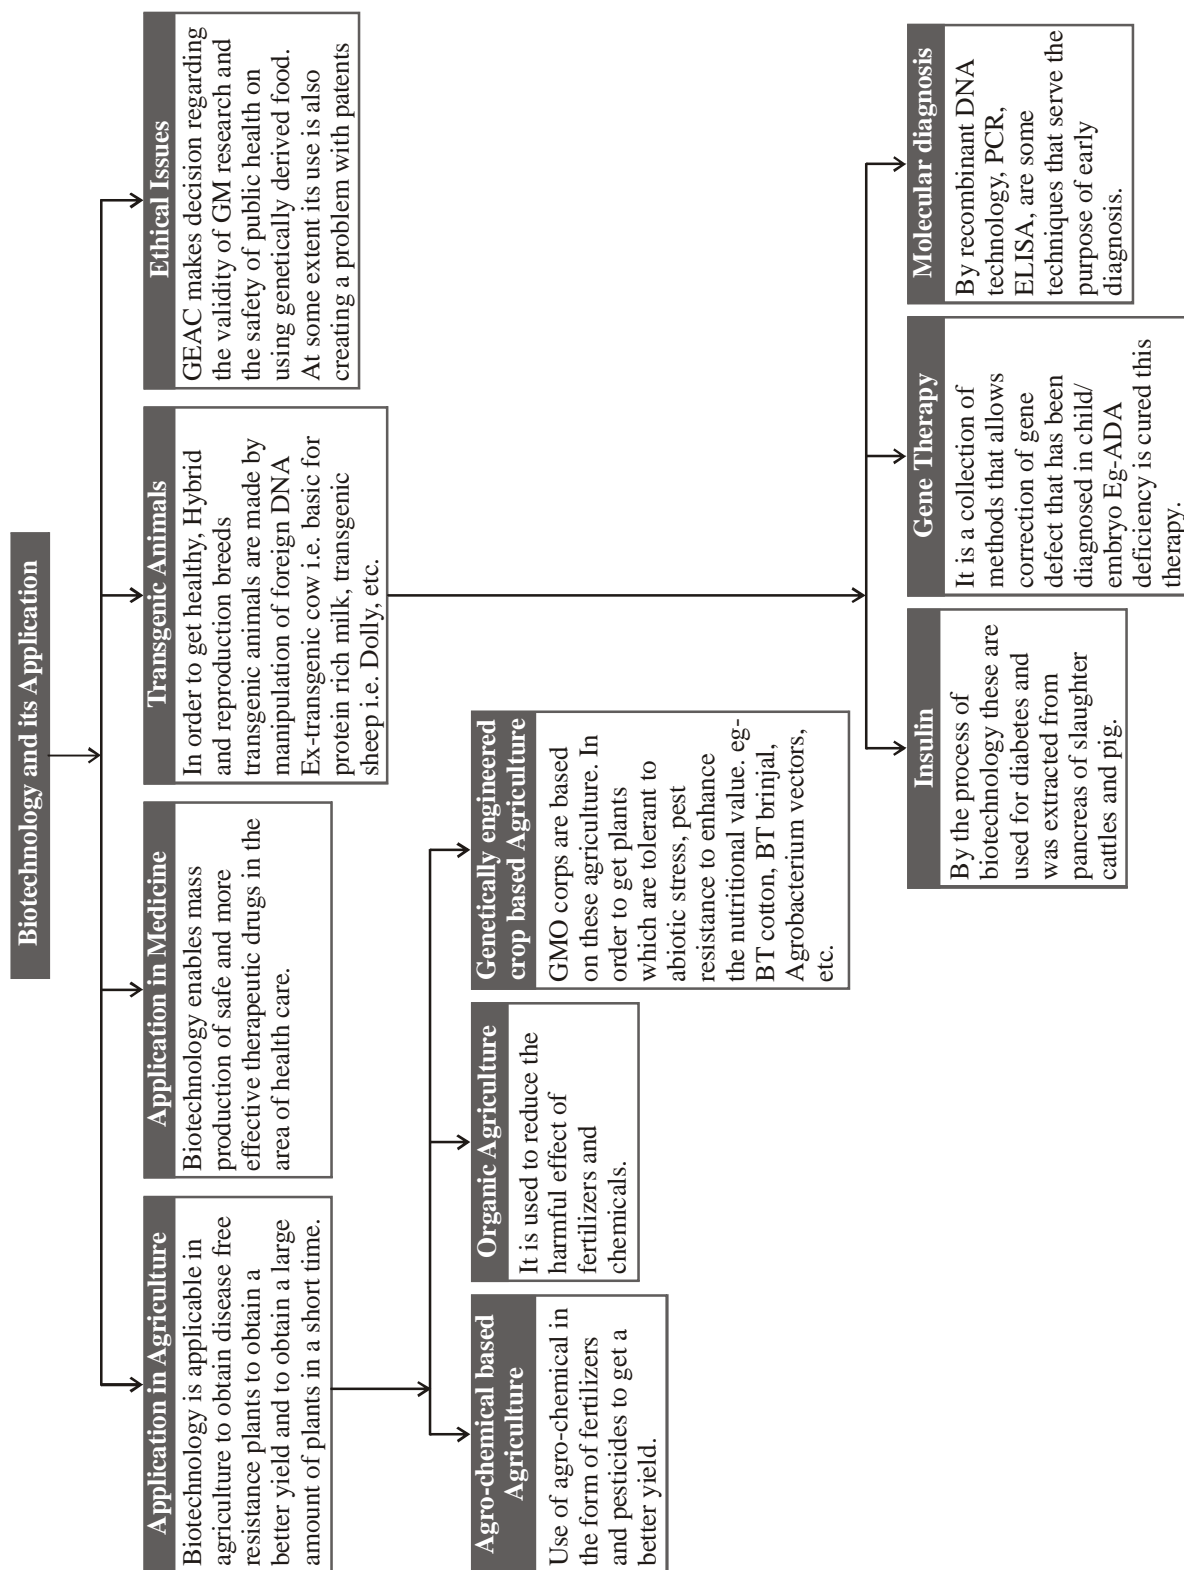 Biotechnology and its Application
Application in Agriculture
Biotechnology is applicable in
agriculture to obtain disease free
resistance plants to obtain a
better yield and to obtain a large
amount of plants in a short time.
Application in Medicine
Biotechnology enables mass
production of safe and more
effective therapeutic drugs in the
area of health care.
Transgenic Animals
In order to get healthy, Hybrid
and reproduction breeds
transgenic animals are made by
manipulation of foreign DNA
Ex-transgenic cow i.e. basic for
protein rich milk, transgenic
sheep i.e. Dolly, etc.
Ethical Issues
GEAC makes decision regarding
the validity of GM research and
the safety of public health on
using genetically derived food.
At some extent its use is also
creating a problem with patents
Agro-chemical based
Agriculture
Use of agro-chemical in
the form of fertilizers
and pesticides to get a
better yield.
Organic Agriculture
It is used to reduce the
harmful effect of
fertilizers and
chemicals.
Genetically engineered
crop based Agriculture
GMO corps are based
on these agriculture. In
order to get plants
which are tolerant to
abiotic stress, pest
resistance to enhance
the nutritional value. eg-
BT cotton, BT brinjal,
Agrobacterium vectors,
etc.
Insulin
By the process of
biotechnology these are
used for diabetes and
was extracted from
pancreas of slaughter
cattles and pig.
Gene Therapy
It is a collection of
methods that allows
correction of gene
defect that has been
diagnosed in child/
embryo Eg-ADA
deficiency is cured this
therapy.
Molecular diagnosis
By recombinant DNA
technology, PCR,
ELISA, are some
techniques that serve the
purpose of early
diagnosis.